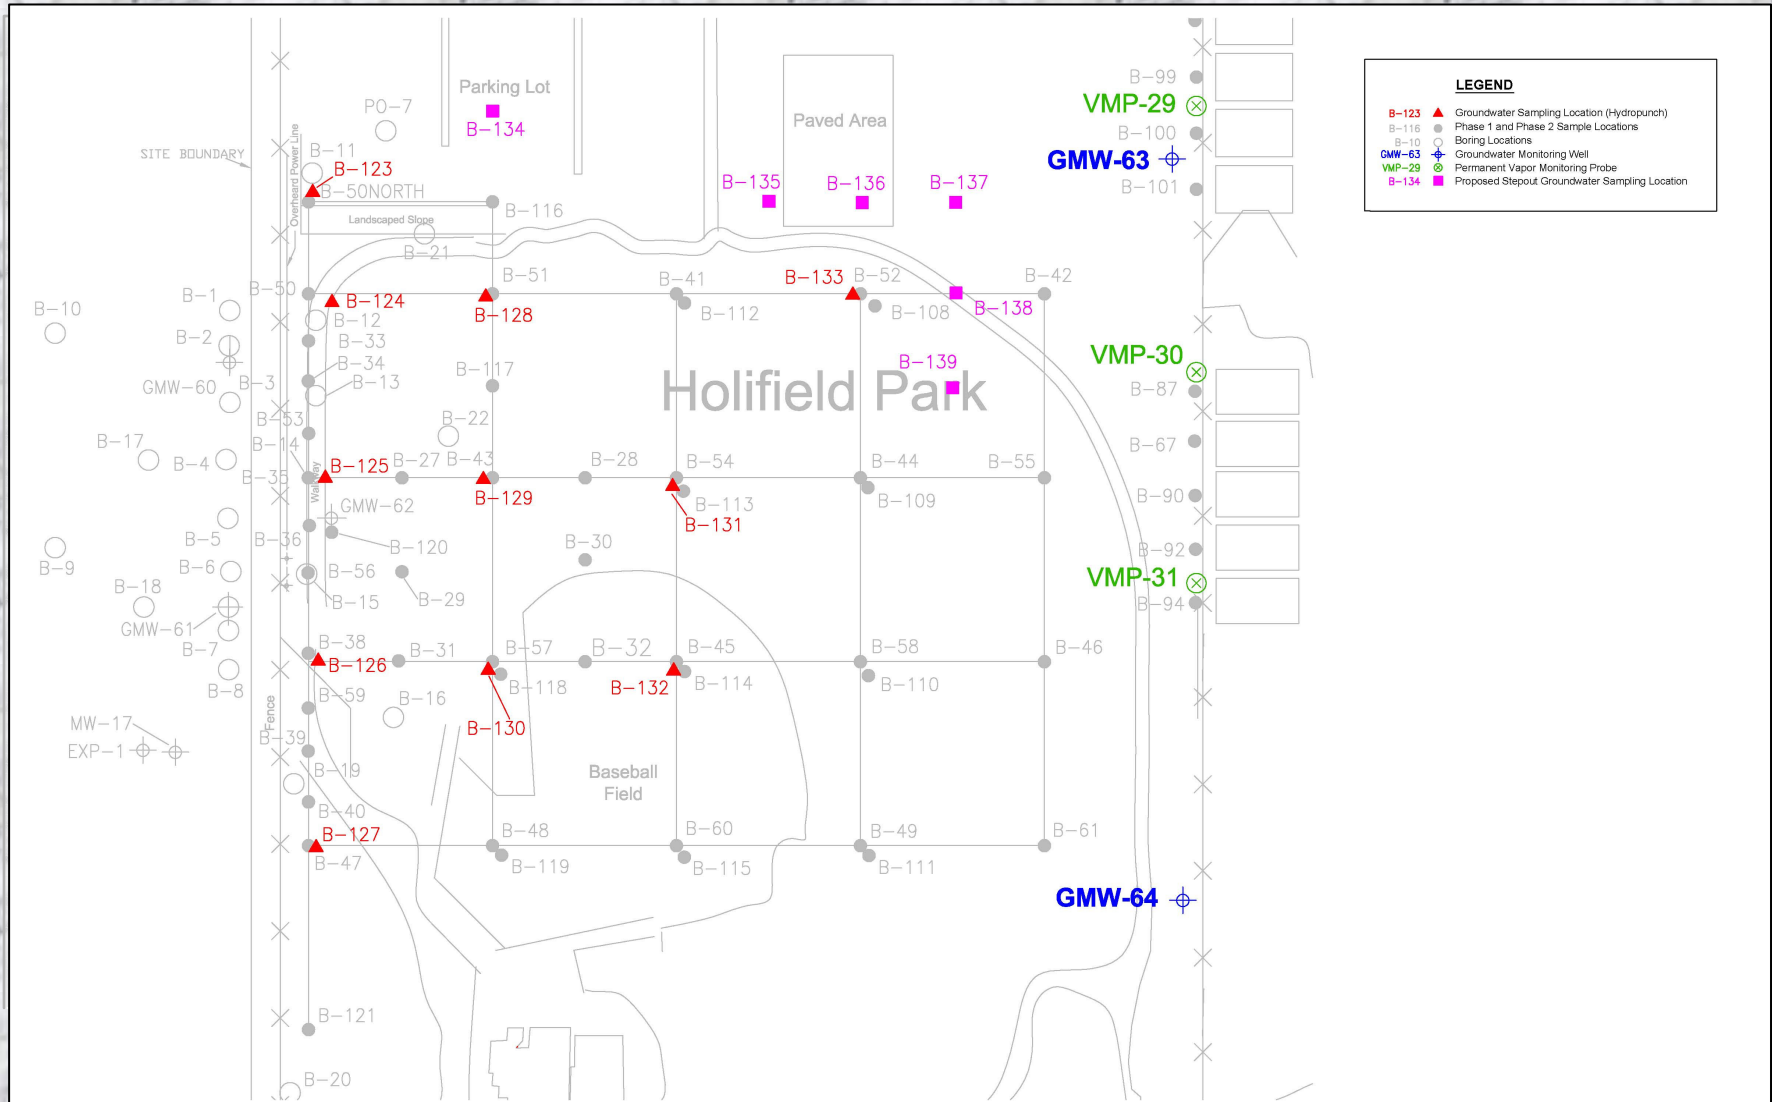 LEGEND
B-123 Groundwater Sampling Location (Hydropunch)
B-116 Phase 1 and Phase 2 Sample Locations
B-10 Boring Locations
GMW-63 Groundwater Monitoring Well
VMP-29 Permanent Vapor Monitoring Probe
B-134 Proposed Stepout Groundwater Sampling Location
B-99
Parking Lot
PO-7
VMP-29
B-134
Paved Area
B-100
SITE BOUNDARY
Overheard Power Line
B-11
GMW-63
B-123
B-135
B-136
B-137
B-101
B-50NORTH
B-116
Landscaped Slope
B-21
B-51
B-41
B-133
B-52
B-42
B-50
B-1
B-10
B-124
B-128
B-112
B-108
B-138
B-12
B-2
B-33
VMP-30
B-34
B-117
B-139
GMW-60
B-3
B-13
Holifield Park
B-87
B-53
B-22
B-17
B-14
B-67
B-4
B-125
B-27
B-43
B-28
B-54
B-44
B-55
B-35
Walkway
B-129
B-113
B-109
B-90
GMW-62
B-131
B-5
B-36
B-120
B-30
B-92
B-9
B-6
B-56
VMP-31
B-18
B-15
B-29
B-94
GMW-61
B-7
B-38
B-31
B-57
B-32
B-45
B-58
B-46
B-126
B-8
B-118
B-132
B-114
B-110
B-59
B-16
Fence
MW-17
B-130
B-39
EXP-1
B-19
Baseball
Field
B-40
B-127
B-48
B-60
B-49
B-61
B-47
B-119
B-115
B-111
GMW-64
B-121
B-20